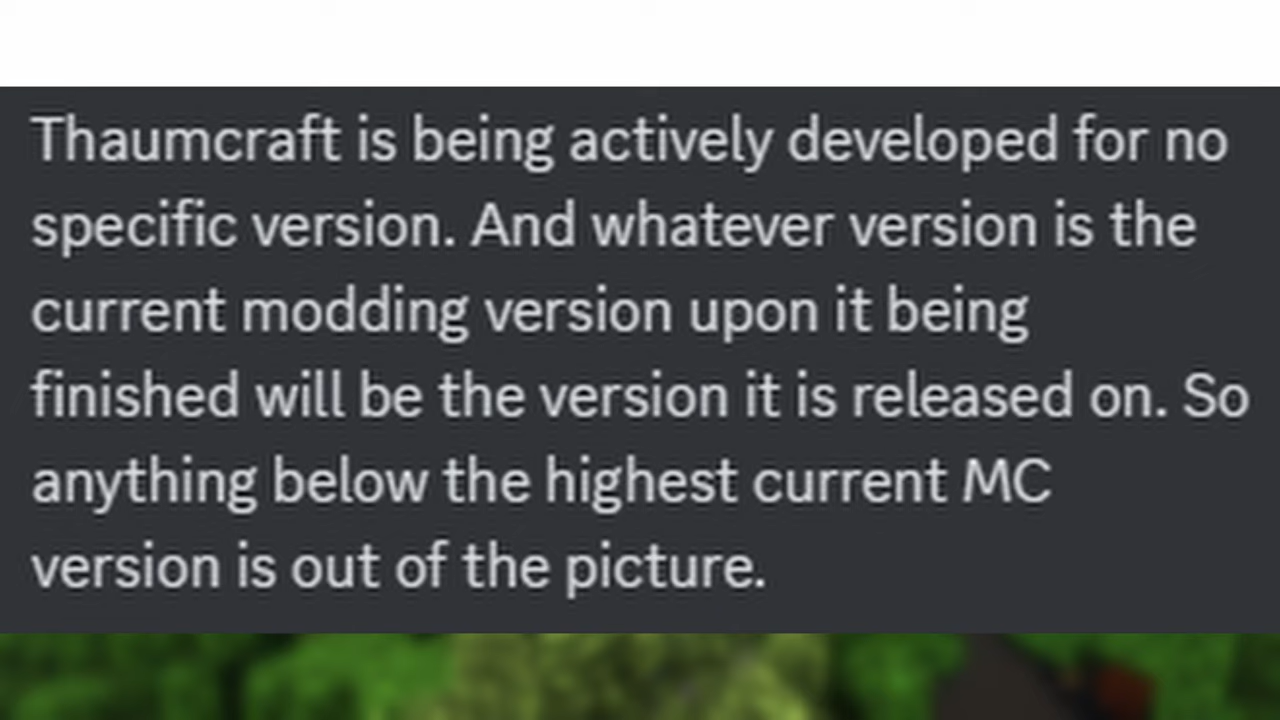 Thaumcraft is being actively developed for no
specific version. And whatever version is the
current modding version upon it being
finished will be the version it is released on. So
anything below the highest current MC
version is out of the picture.